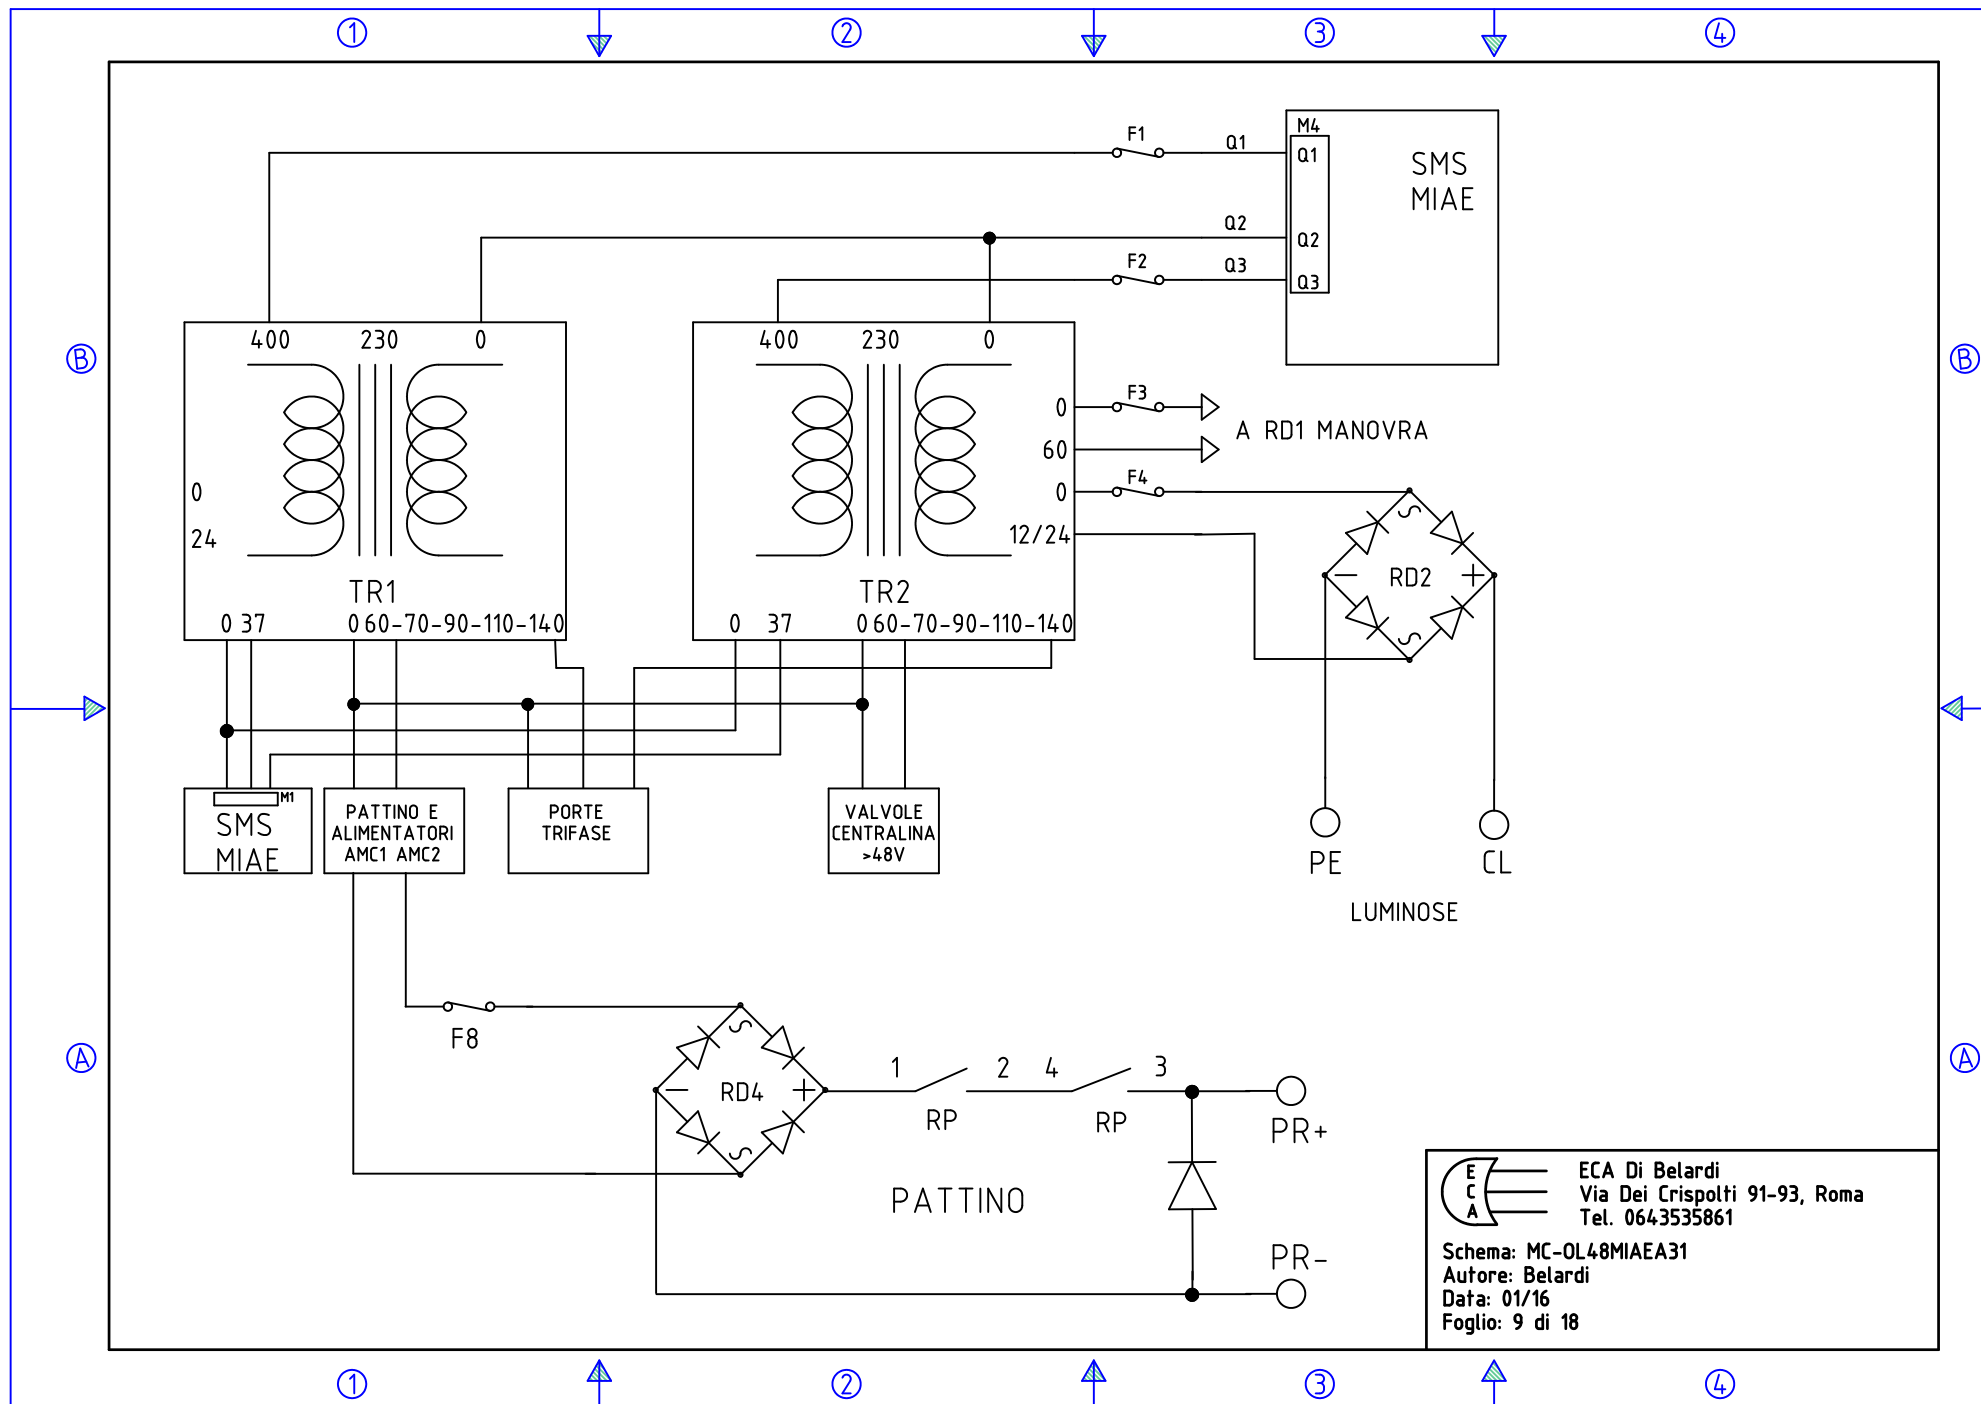 1 2 3 4
F1 Q1 M4
Q1 SMS
MIAE
Q2
Q2
F2 Q3
Q3
400 230 0
400 230 0
B B
0 F3
A RD1 MANOVRA
60
0 F4
0
24
12/24
S
- RD2 +
S
TR1
TR2
0 37 0 60-70-90-110-140
0 37 0 60-70-90-110-140
M1
SMS
MIAE
PATTINO E
ALIMENTATORI
AMC1 AMC2
PORTE
TRIFASE
VALVOLE
CENTRALINA
>48V
PE CL
LUMINOSE
F8
A A
S
- RD4 +
S
1 2 4 3
RP RP
PR+
PATTINO
PR-
E
C
A
ECA Di Belardi
Via Dei Crispolti 91-93, Roma
Tel. 0643535861
Schema: MC-OL48MIAEA31
Autore: Belardi
Data: 01/16
Foglio: 9 di 18
1 2 3 4